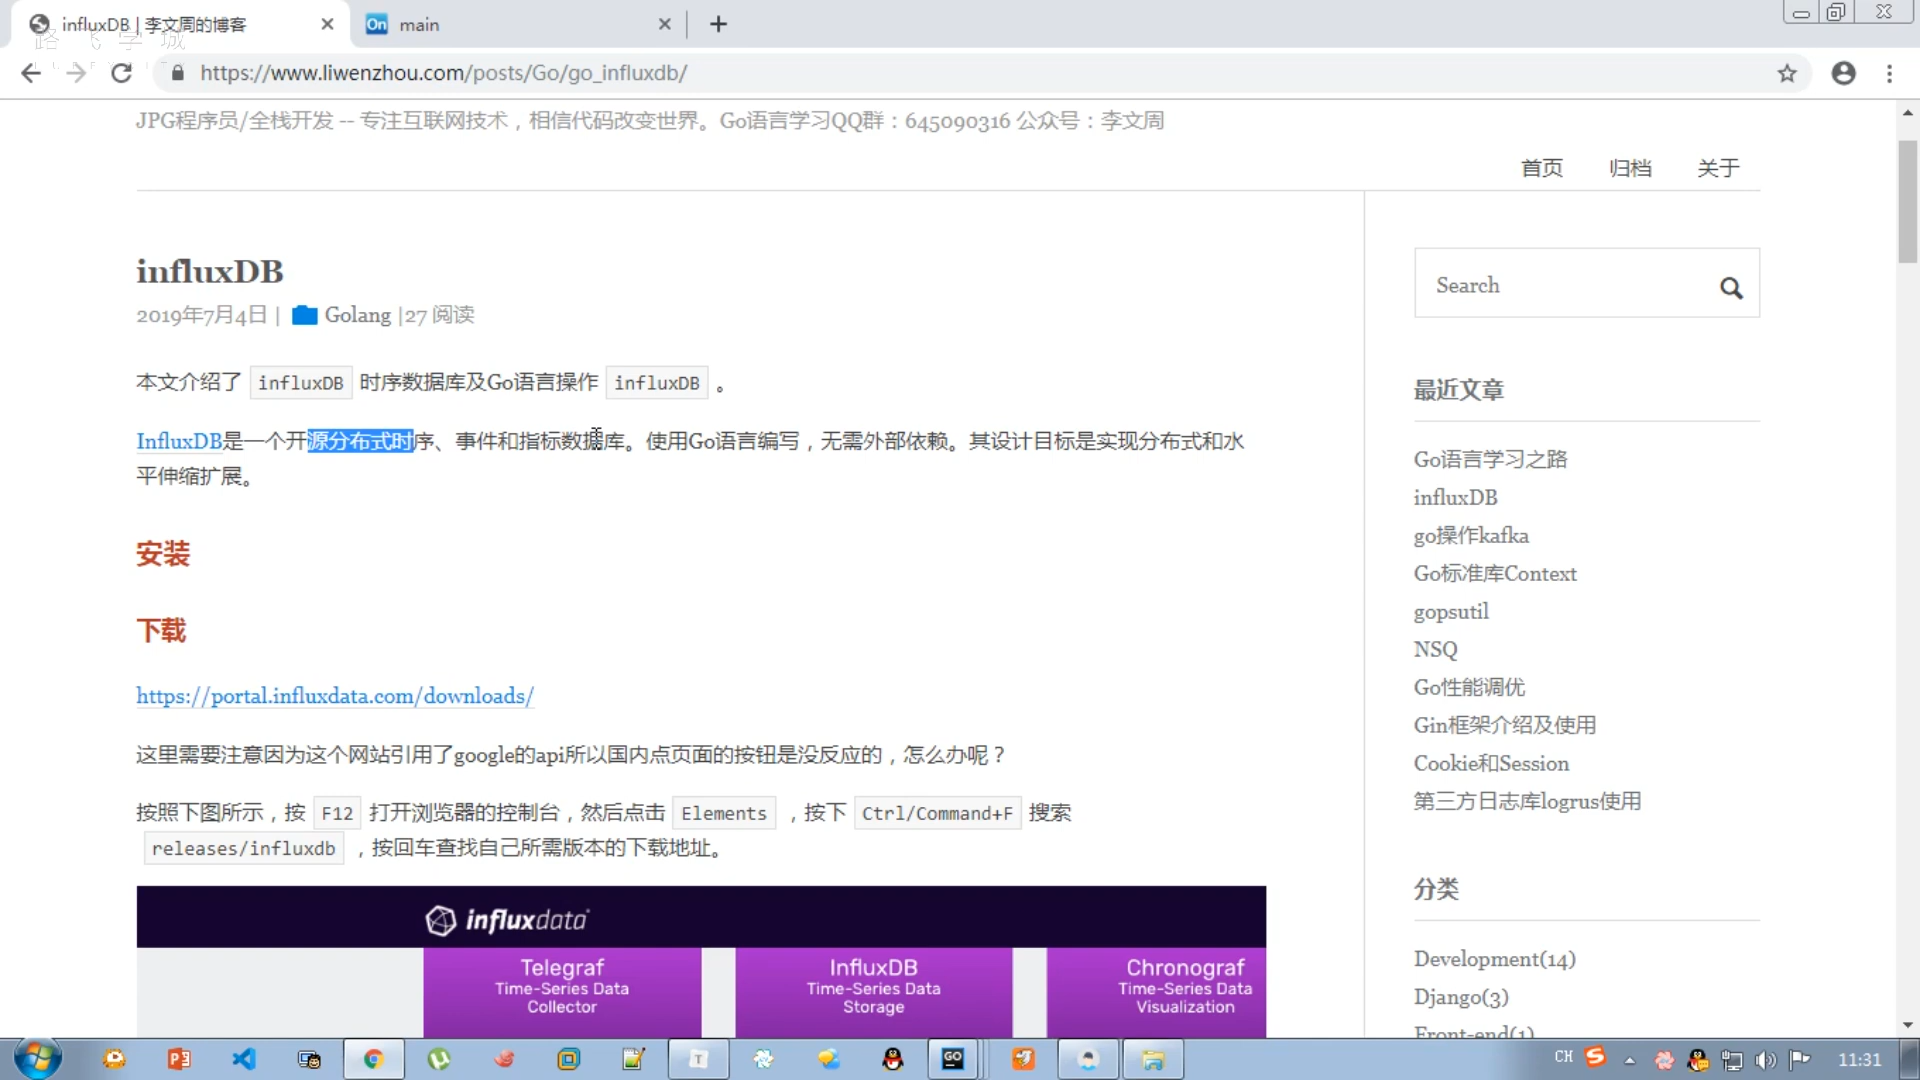 influxDB | 李文周的博客
On main
路飞学城
https://www.liwenzhou.com/posts/Go/go_influxdb/
JPG程序员/全栈开发 -- 专注互联网技术，相信代码改变世界。Go语言学习QQ群：645090316 公众号：李文周
首页 归档 关于
influxDB
2019年7月4日 | Golang |27 阅读
本文介绍了 influxDB 时序数据库及Go语言操作 influxDB 。
InfluxDB是一个开源分布式时序、事件和指标数据库。使用Go语言编写，无需外部依赖。其设计目标是实现分布式和水
平伸缩扩展。
安装
下载
https://portal.influxdata.com/downloads/
这里需要注意因为这个网站引用了google的api所以国内点页面的按钮是没反应的，怎么办呢？
按照下图所示，按 F12 打开浏览器的控制台，然后点击 Elements ，按下 Ctrl/Command+F 搜索
releases/influxdb ，按回车查找自己所需版本的下载地址。
influxdata
Telegraf
Time-Series Data
Collector
InfluxDB
Time-Series Data
Storage
Chronograf
Time-Series Data
Visualization
Search
最近文章
Go语言学习之路
influxDB
go操作kafka
Go标准库Context
gopsutil
NSQ
Go性能调优
Gin框架介绍及使用
Cookie和Session
第三方日志库logrus使用
分类
Development(14)
Django(3)
Front-end(1)
CH
11:31